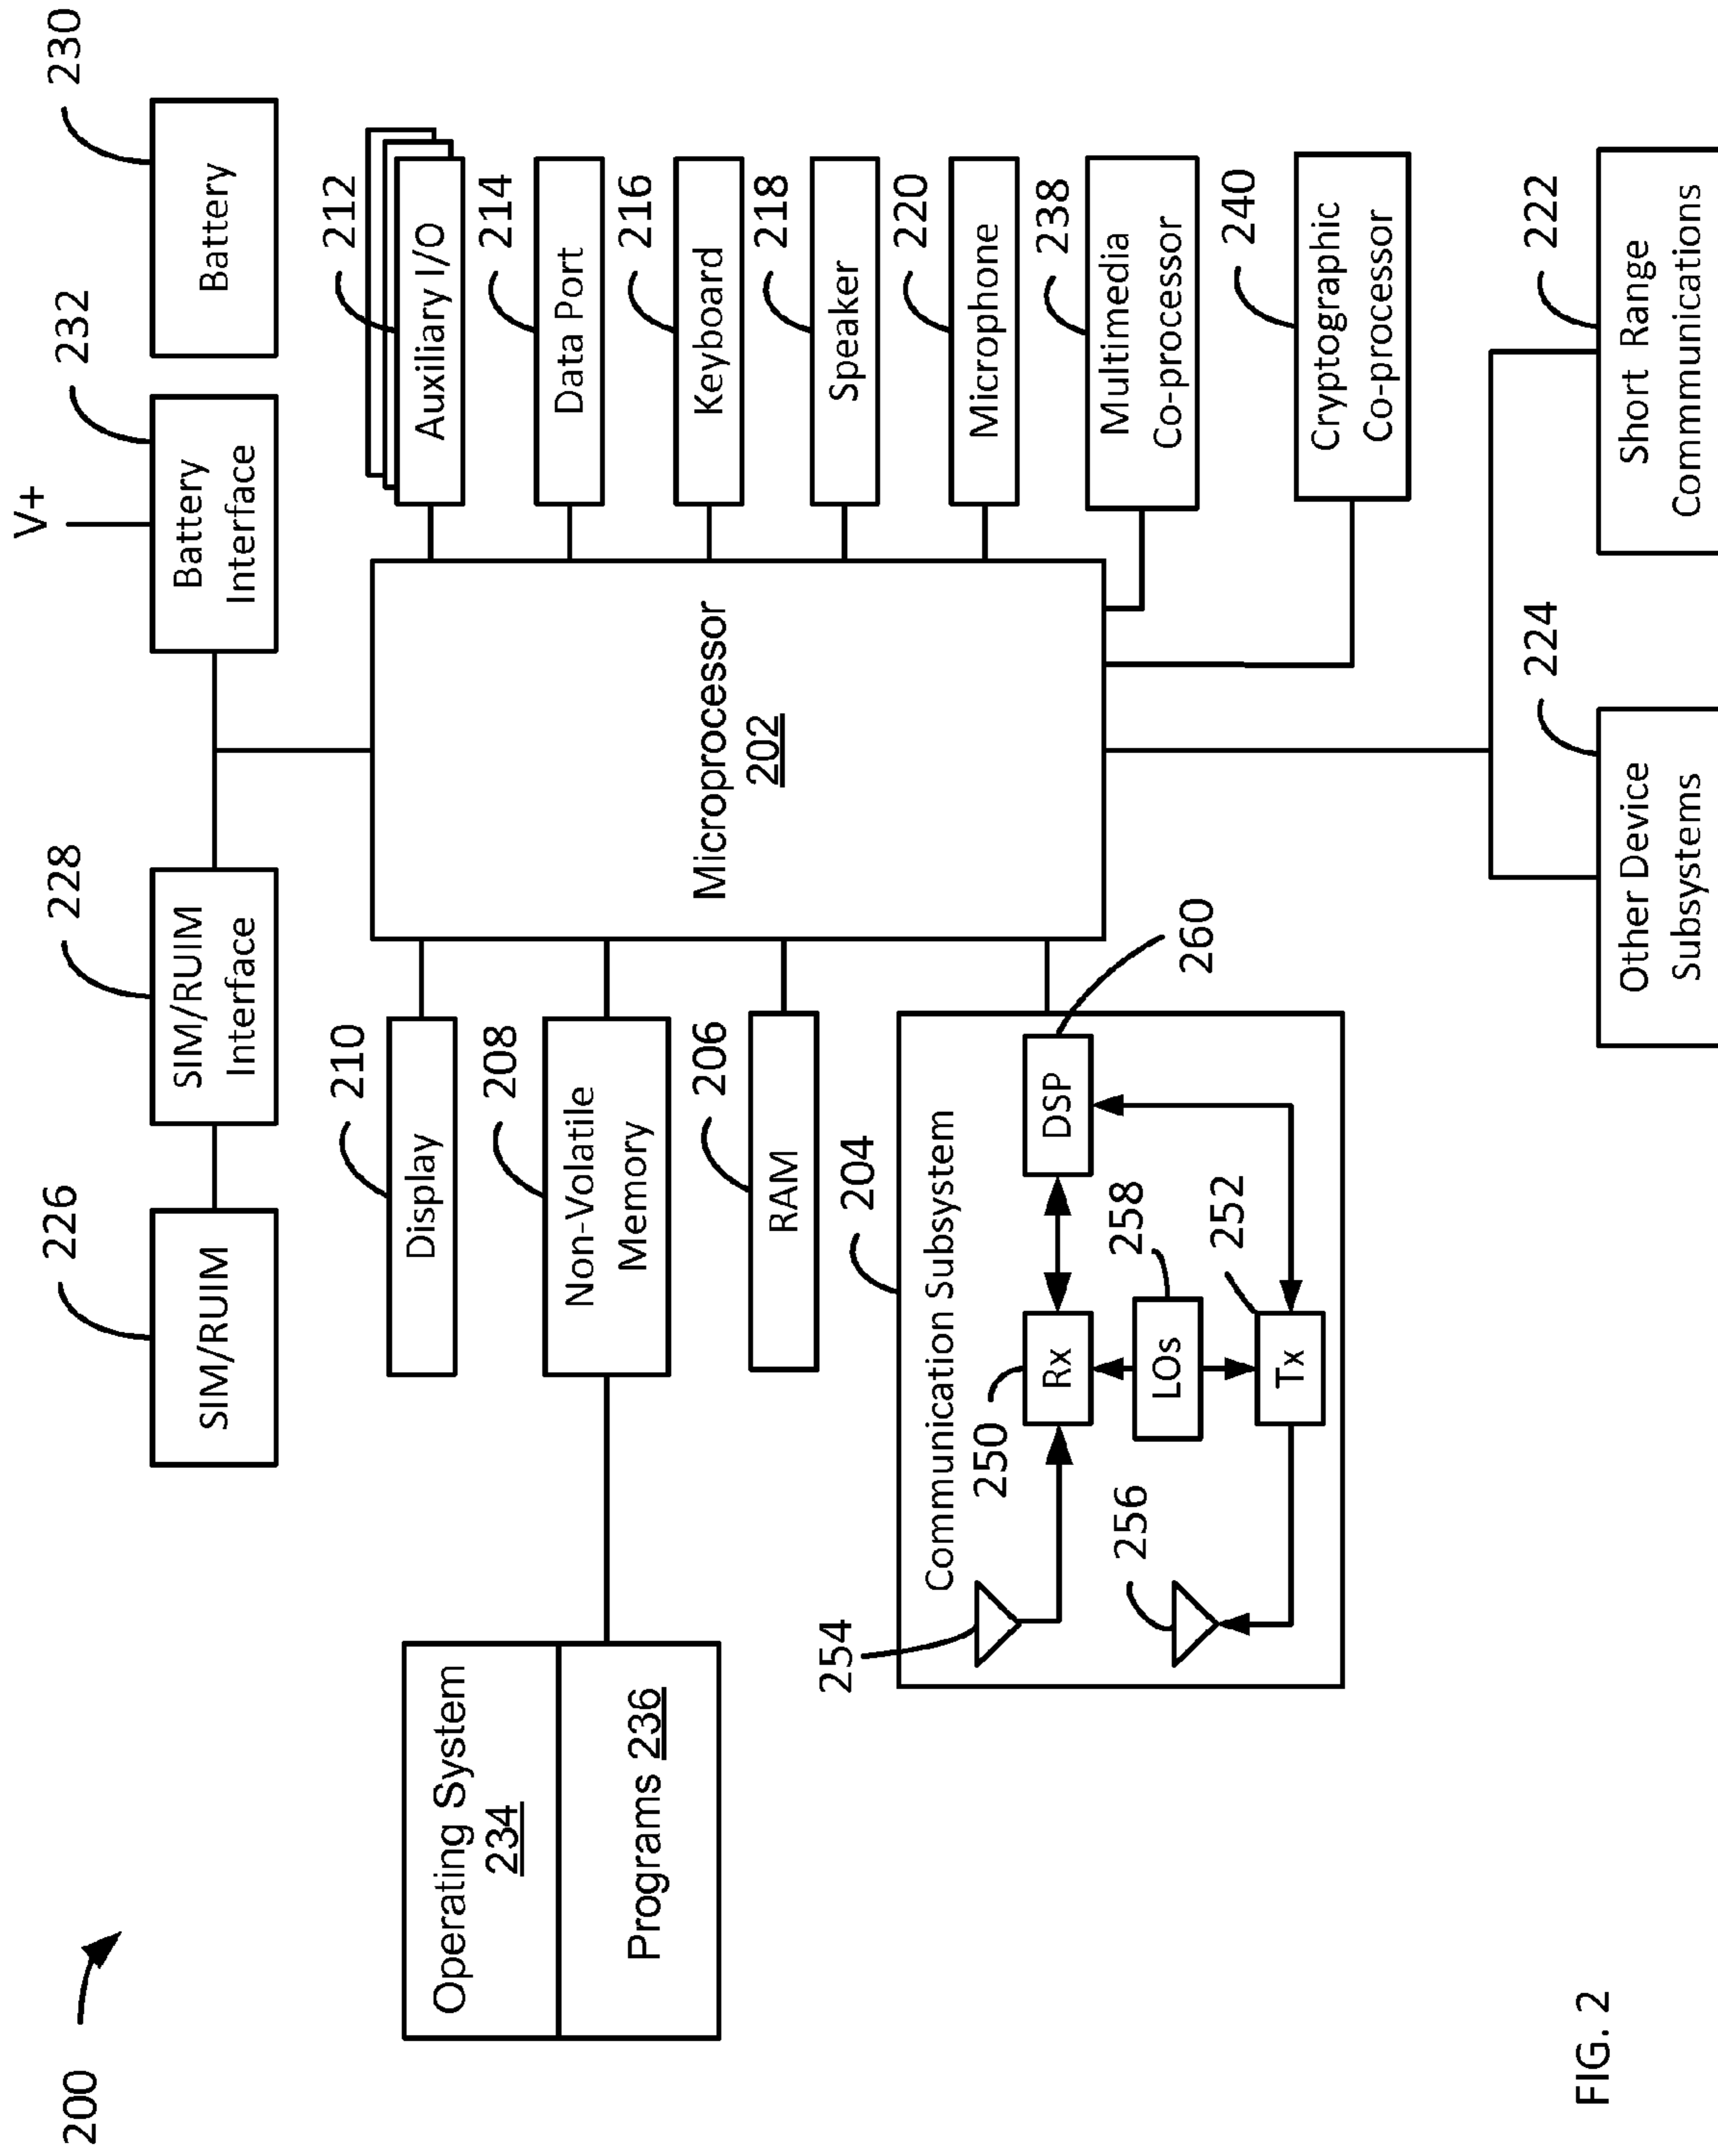 200
V+
226
228
232
230
SIM/RUIM
SIM/RUIM
Interface
Battery
Interface
Battery
Operating System
234
Programs 236
210
Display
208
Non-Volatile
Memory
206
RAM
Microprocessor
202
212
Auxiliary I/O
214
Data Port
216
Keyboard
218
Speaker
220
Microphone
238
Multimedia
Co-processor
240
Cryptographic
Co-processor
204
Communication Subsystem
254
250
Rx
DSP
260
256
258
LOs
252
Tx
224
Other Device
Subsystems
222
Short Range
Communications
FIG. 2